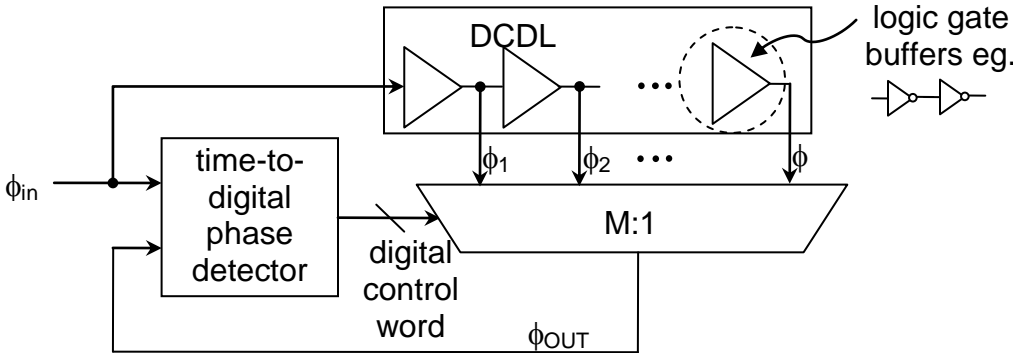 DCDL
logic gate
buffers eg.
•••
ϕ1
ϕ2
•••
ϕ
ϕin
time-to-
digital
phase
detector
M:1
digital
control
word
ϕOUT